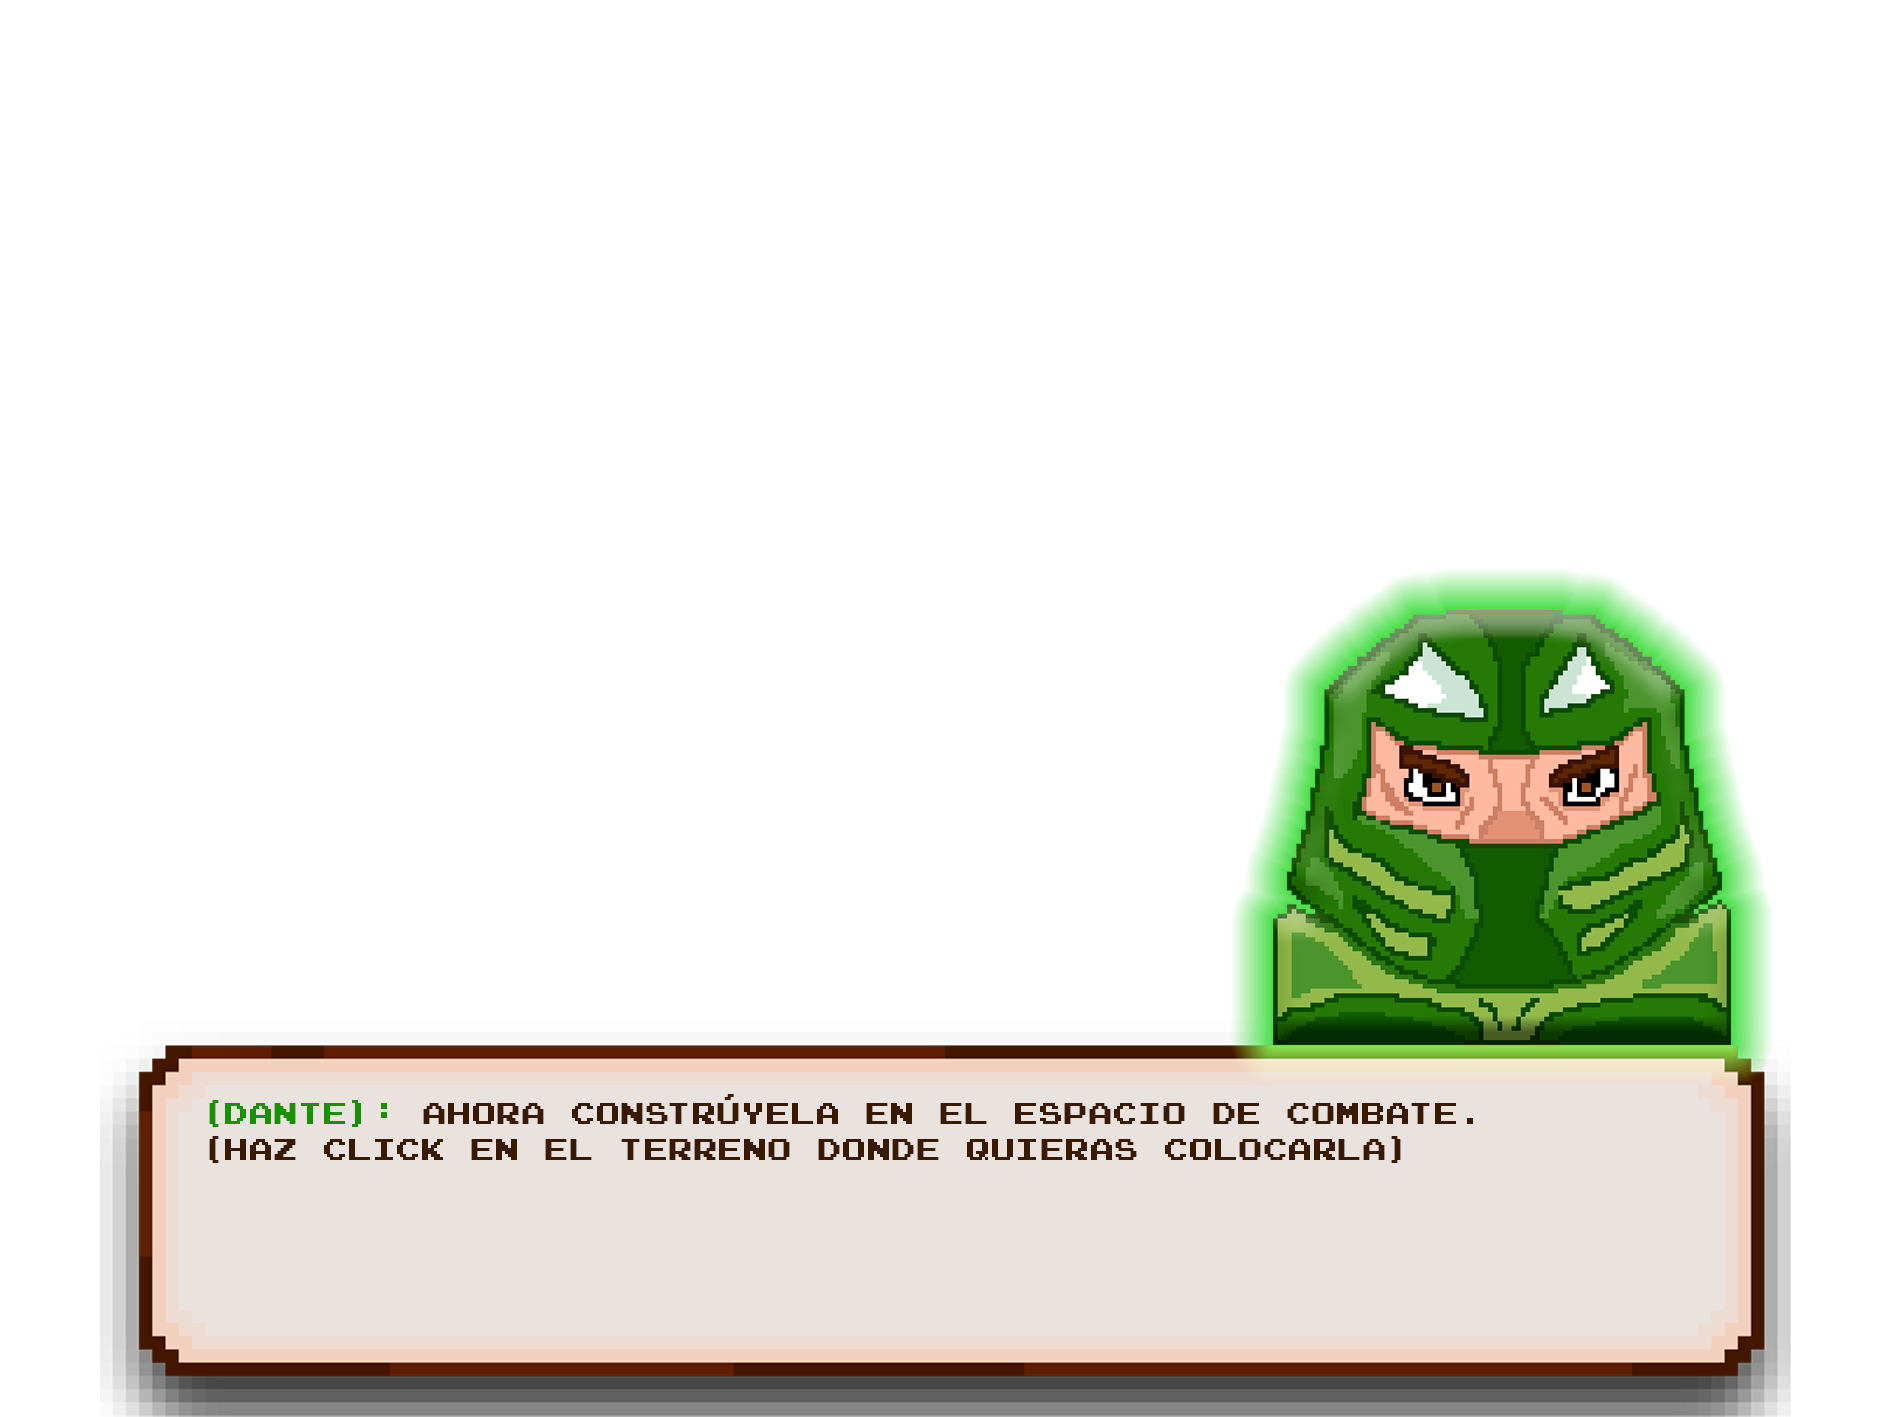 (DANTE): AHORA CONSTRÚYELA EN EL ESPACIO DE COMBATE.
(HAZ CLICK EN EL TERRENO DONDE QUIERAS COLOCARLA)